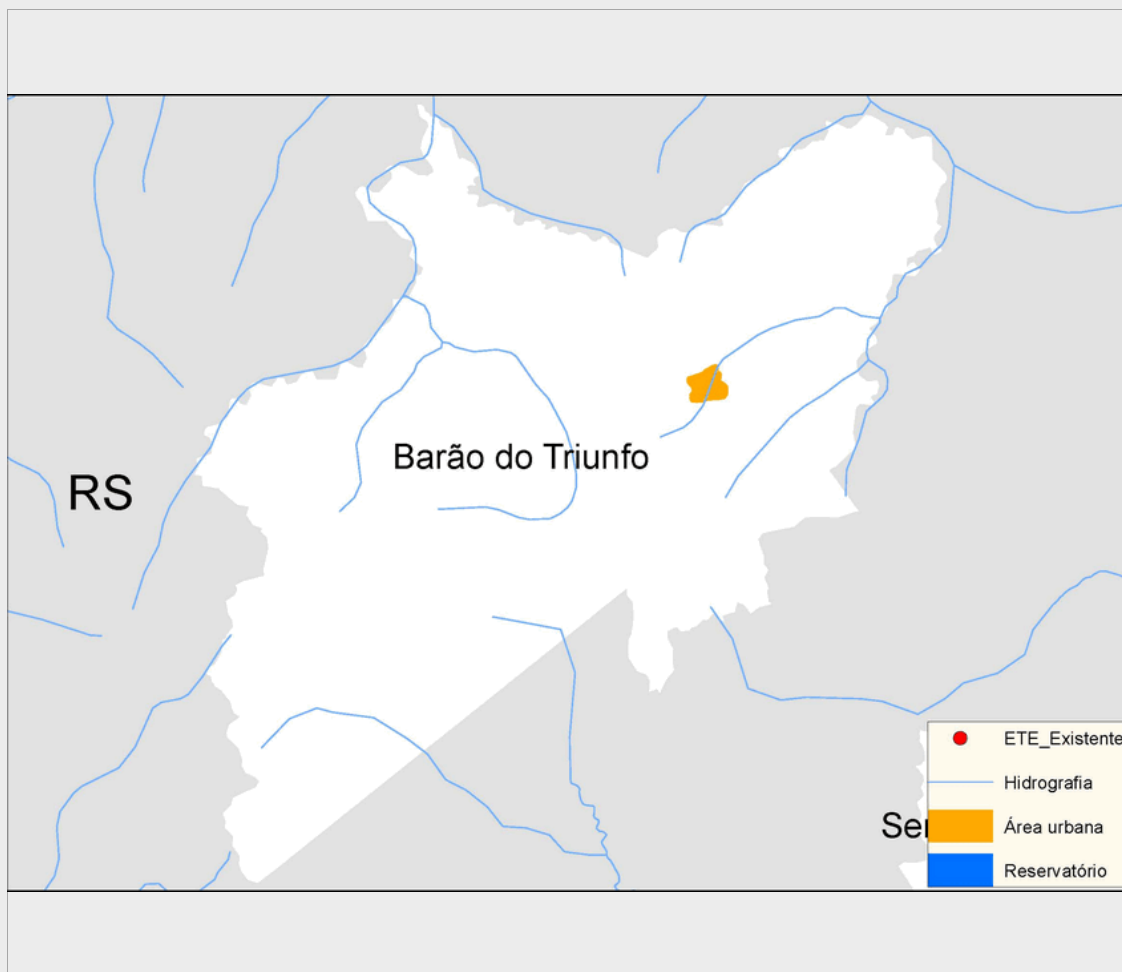 Barão do Triunfo
RS
ETE_Existente
Hidrografia
Área urbana
Reservatório